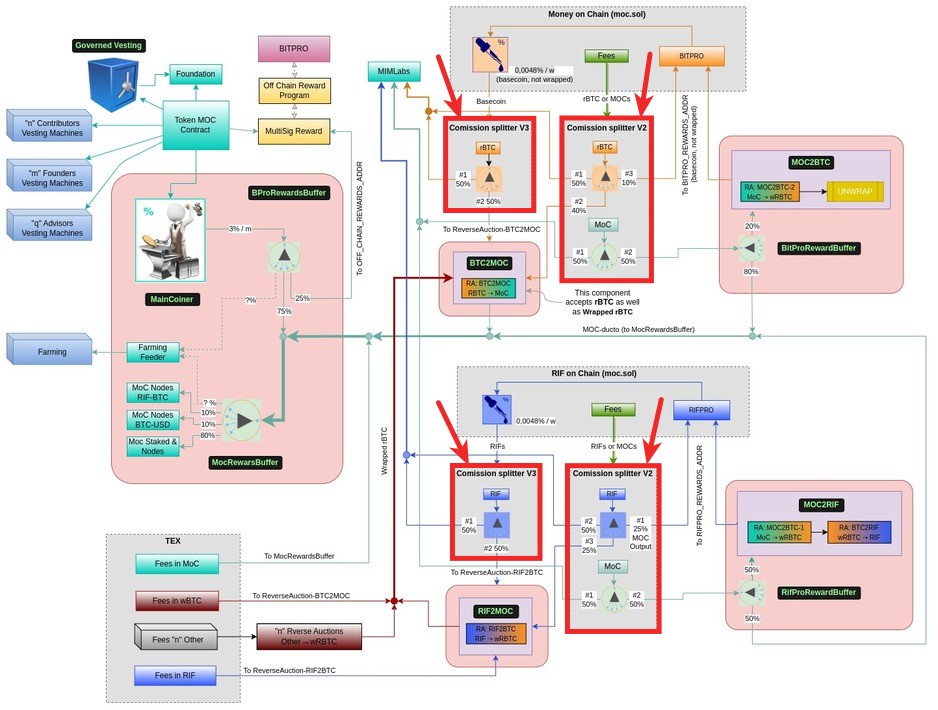 Money on Chain (moc.sol)
%
0,0048% / w
(basecoin, not wrapped)
Fees
BITPRO
Basecoin
rBTC or MOCs
To BITPRO_REWARDS_ADDR
(basecoin, not wrapped)
Governed Vesting
Foundation
BITPRO
Off Chain Reward
Program
MultiSig Reward
MIMLabs
"n" Contributors
Vesting Machines
Token MOC
Contract
"m" Founders
Vesting Machines
"q" Advisors
Vesting Machines
BProRewardsBuffer
%
3% / m
MainCoiner
?%
25%
75%
To OFF_CHAIN_REWARDS_ADDR
Farming
Farming
Feeder
MoC Nodes
RIF-BTC
MoC Nodes
BTC-USD
Moc Staked &
Nodes
? %
10%
10%
80%
MocRewarsBuffer
Comission splitter V3
rBTC
#1
50%
#2 50%
To ReverseAuction-BTC2MOC
Comission splitter V2
rBTC
#1
50%
#3
10%
#2
40%
MoC
#1
50%
#2
50%
BTC2MOC
RA: BTC2MOC
RBTC → MoC
This component
accepts rBTC as well
as Wrapped rBTC
MOC2BTC
RA: MOC2BTC-2
MoC → wRBTC
UNWRAP
20%
BitProRewardBuffer
80%
MOC-ducto (to MocRewardsBuffer)
RIF on Chain (moc.sol)
%
0,0048% / w
Fees
RIFPRO
RIFs
RIFs or MOCs
To RIFPRO_REWARDS_ADDR
Wrapped rBTC
Comission splitter V3
RIF
#1
50%
#2 50%
To ReverseAuction-RIF2BTC
Comission splitter V2
RIF
#2
50%
#1
25%
MOC
Output
#3
25%
MoC
#1
50%
#2
50%
MOC2RIF
RA: MOC2BTC-1
MoC → wRBTC
RA: BTC2RIF
wRBTC → RIF
50%
RifProRewardBuffer
50%
RIF2MOC
RA: RIF2BTC
RIF → wRBTC
TEX
Fees in MoC
To MocRewardsBuffer
Fees in wBTC
To ReverseAuction-BTC2MOC
Fees "n" Other
"n" Rverse Auctions
Other→ wRBTC
Fees in RIF
To ReverseAuction-RIF2BTC